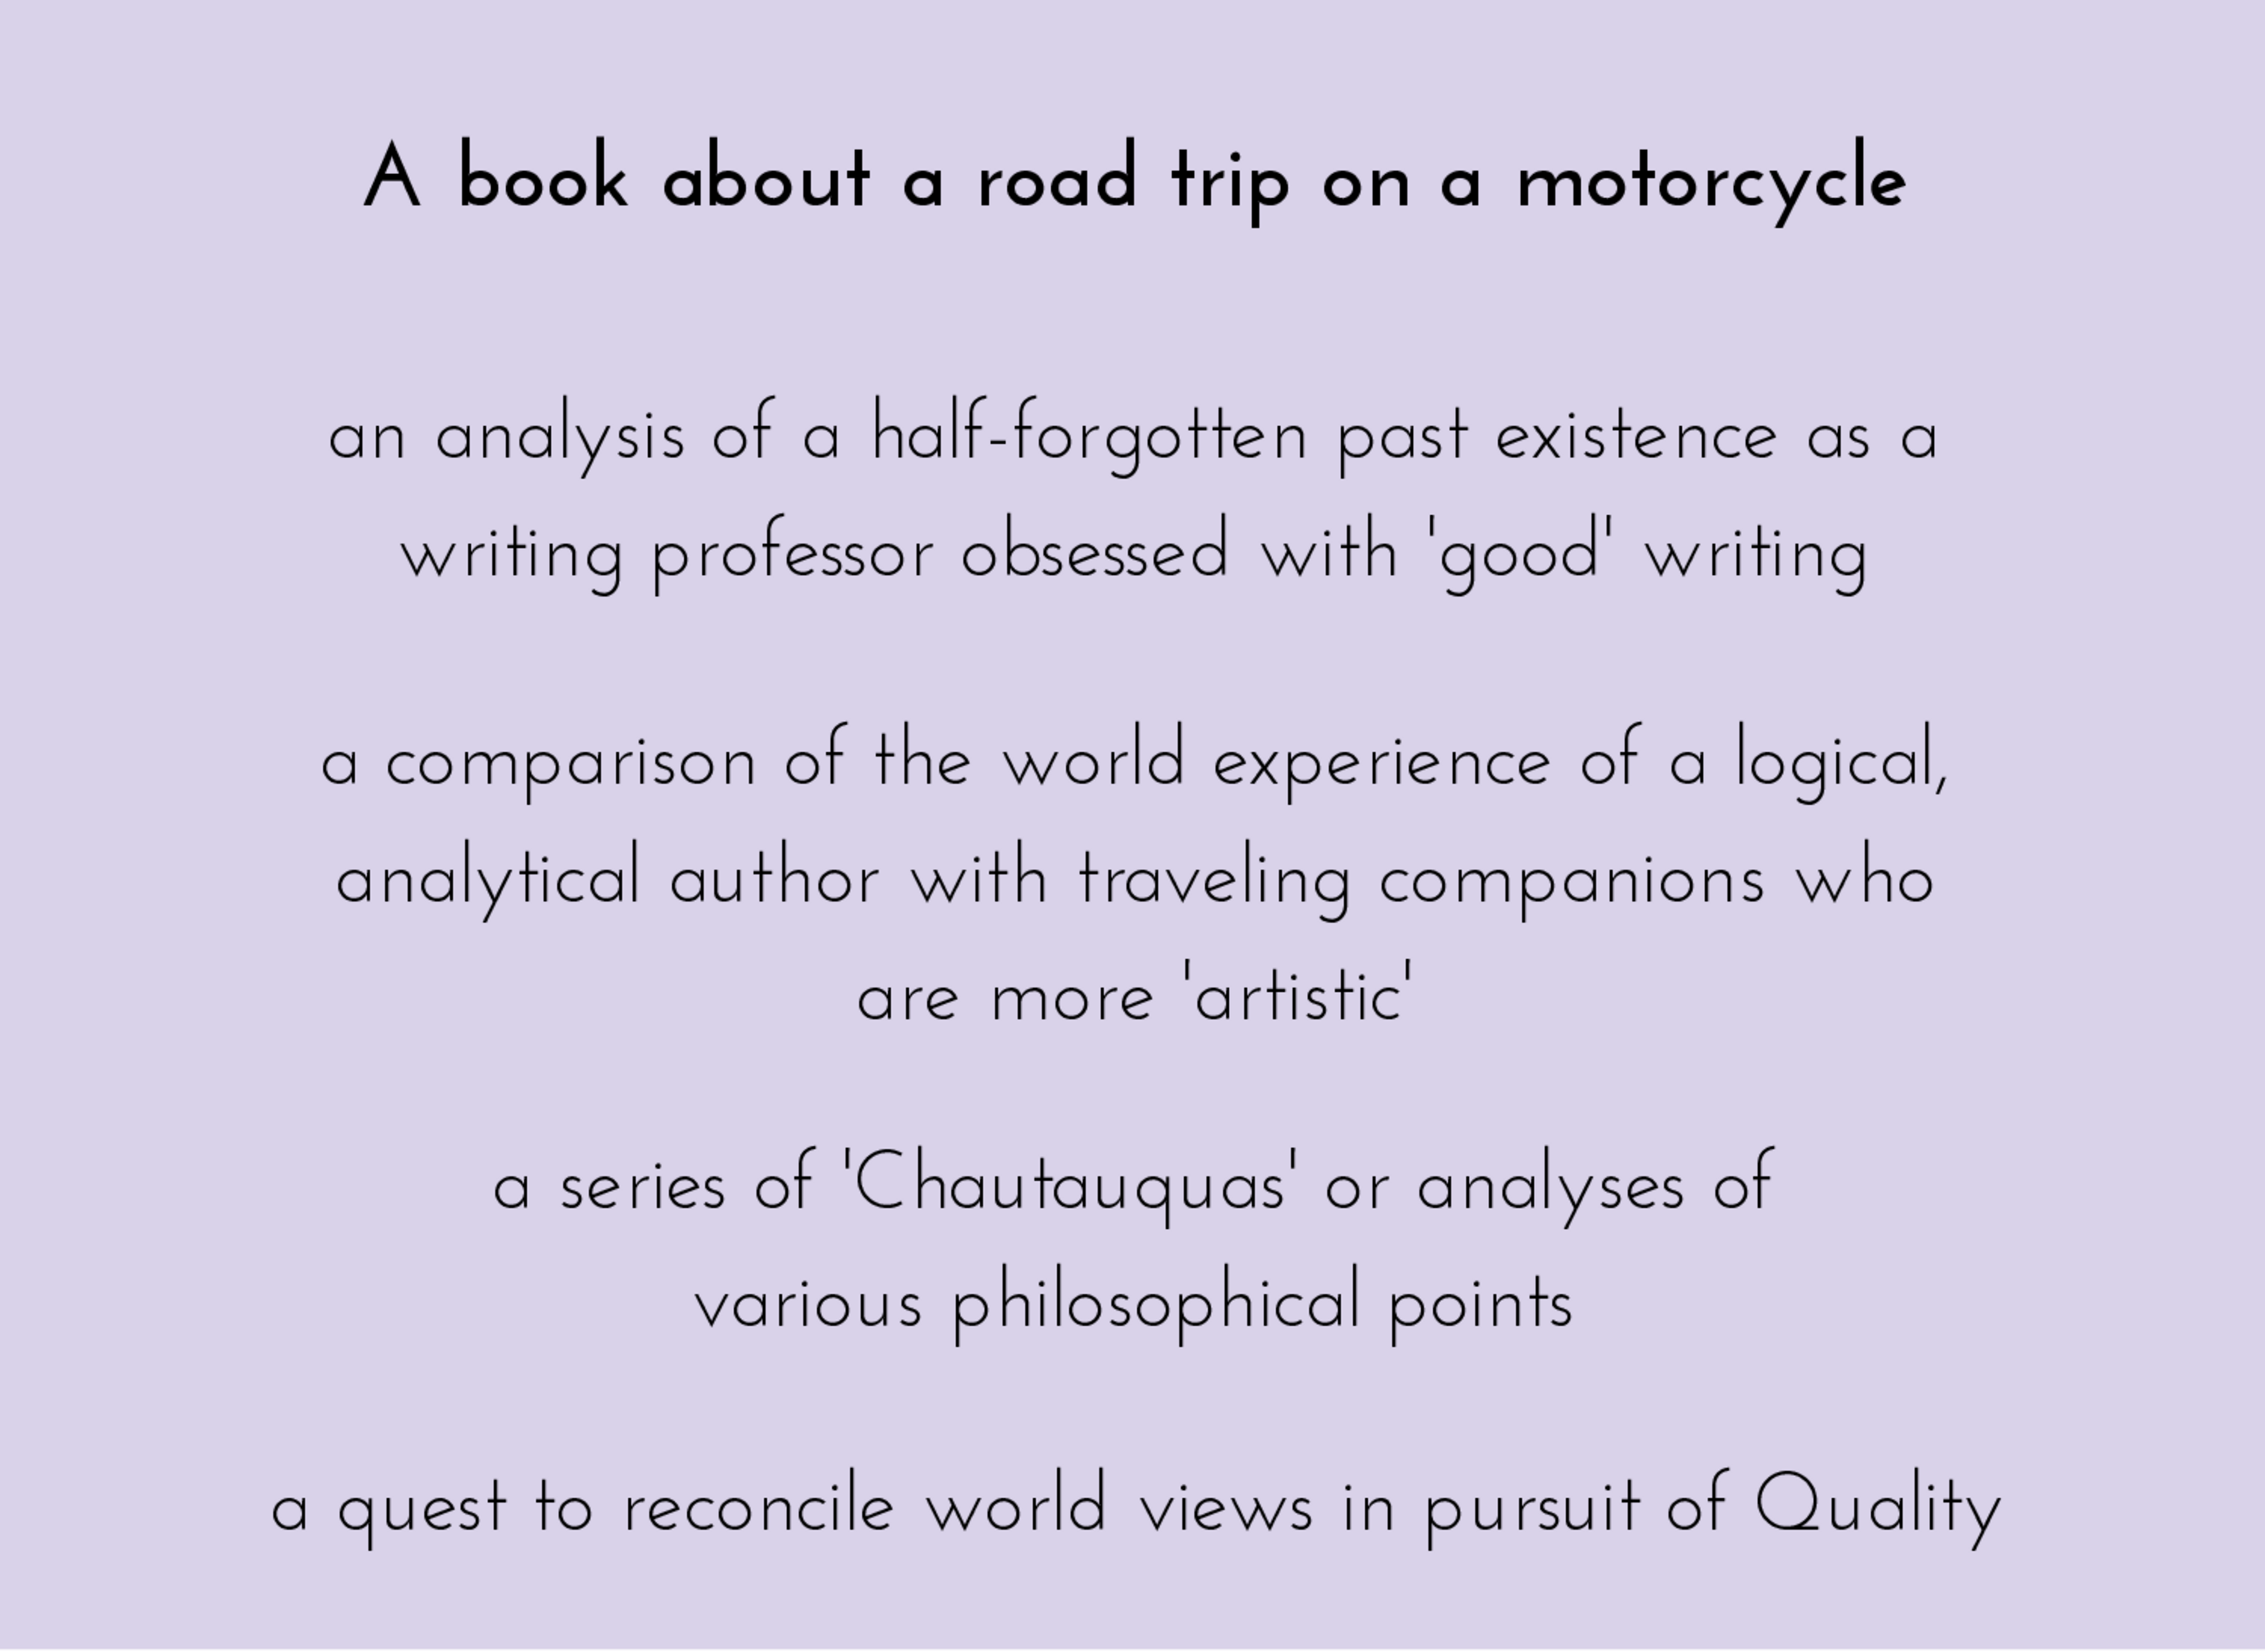 A book about a road trip on a motorcycle
an analysis of a half-forgotten past existence as a
writing professor obsessed with 'good' writing
a comparison of the world experience of a logical,
analytical author with traveling companions who
are more 'artistic'
a series of 'Chautauquas' or analyses of
various philosophical points
a quest to reconcile world views in pursuit of Quality